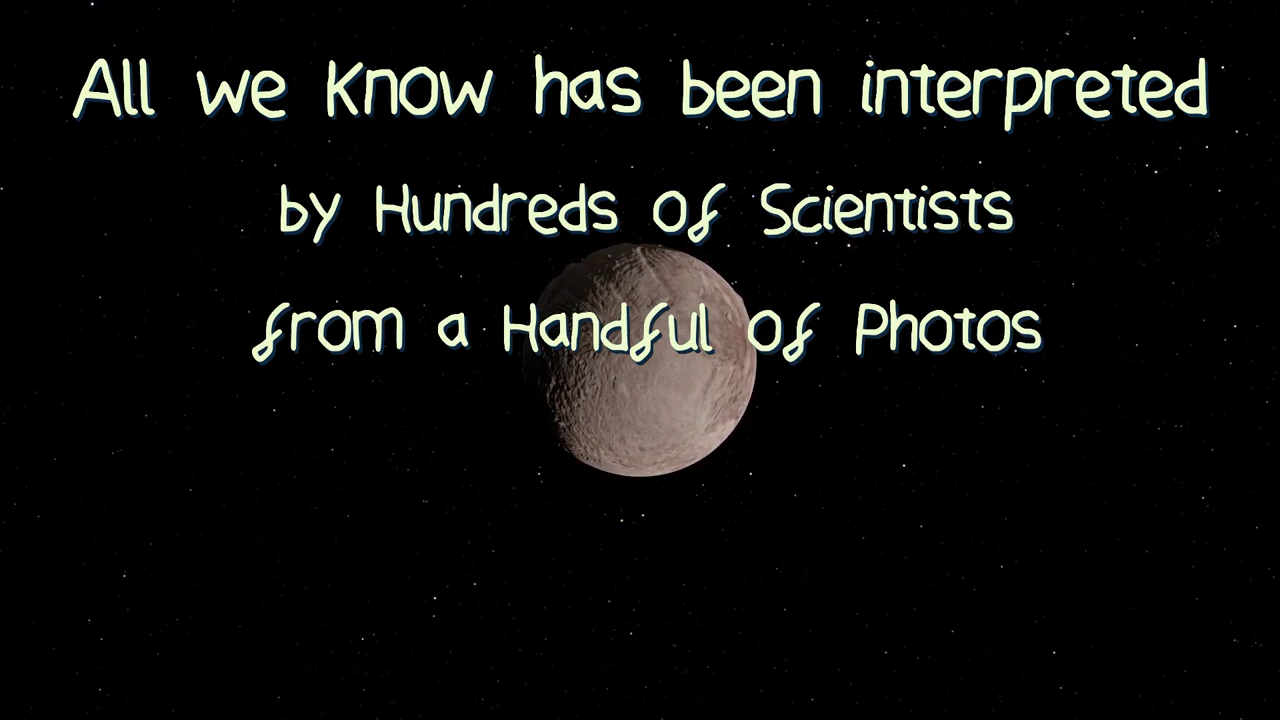 All we know has been interpreted
by Hundreds of Scientists
from a Handful of Photos